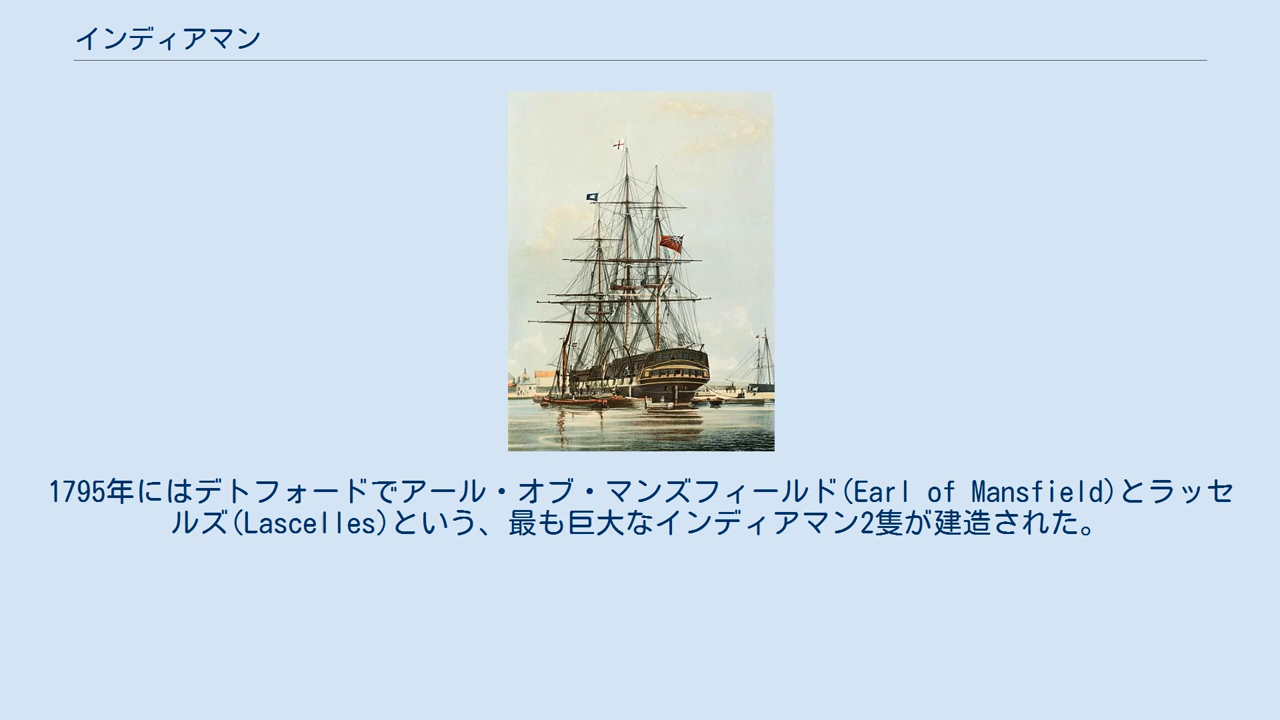 インディアマン
1795年にはデトフォードでアール・オブ・マンズフィールド(Earl of Mansfield)とラッセ
ルズ(Lascelles)という、最も巨大なインディアマン2隻が建造された。